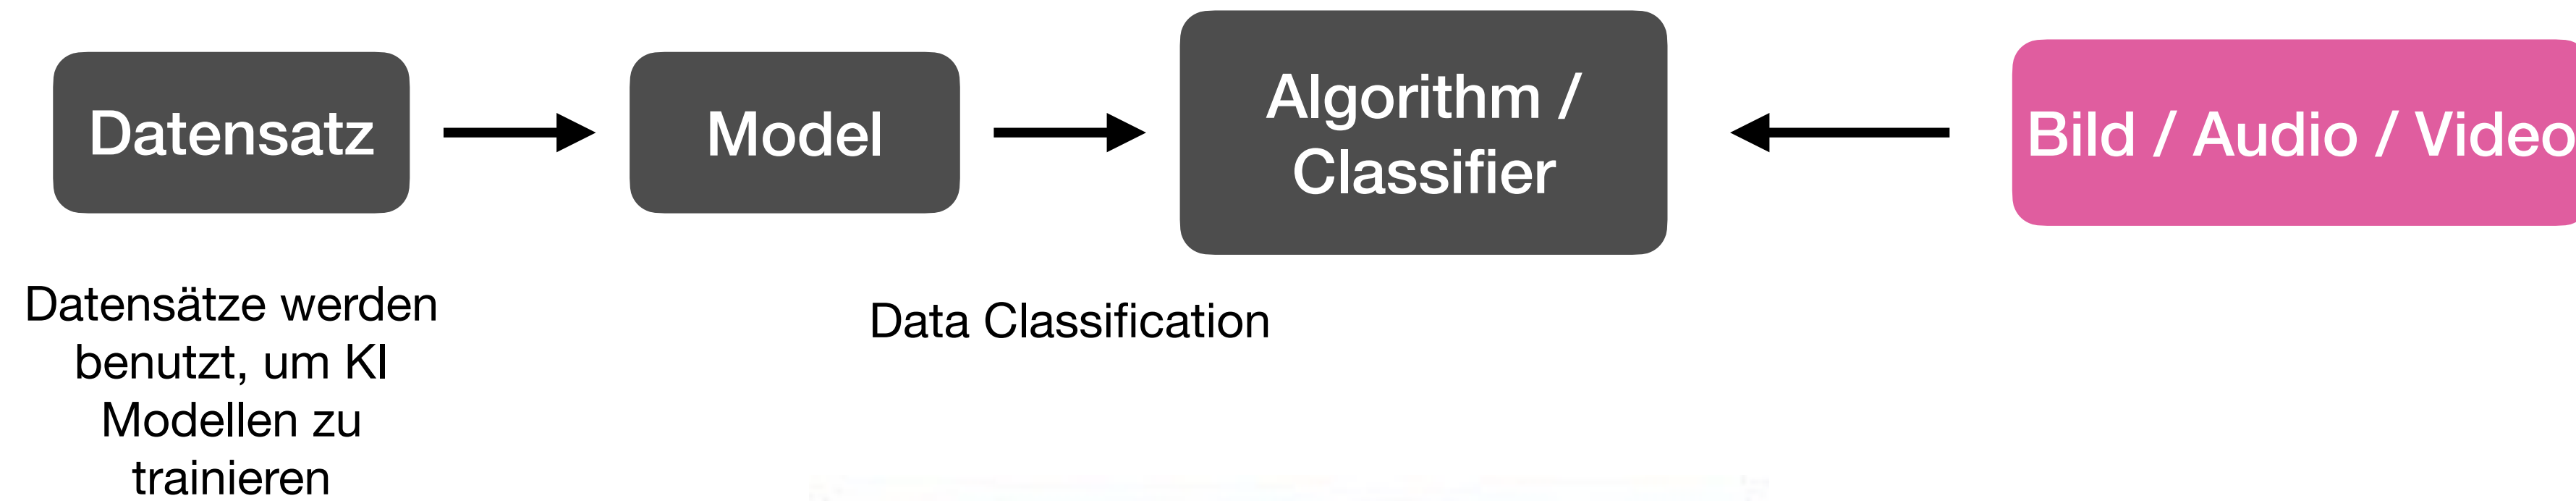 Datensatz
Model
Algorithm /
Classifier
Bild / Audio / Video
Datensätze werden
benutzt, um KI
Modellen zu
trainieren
Data Classification